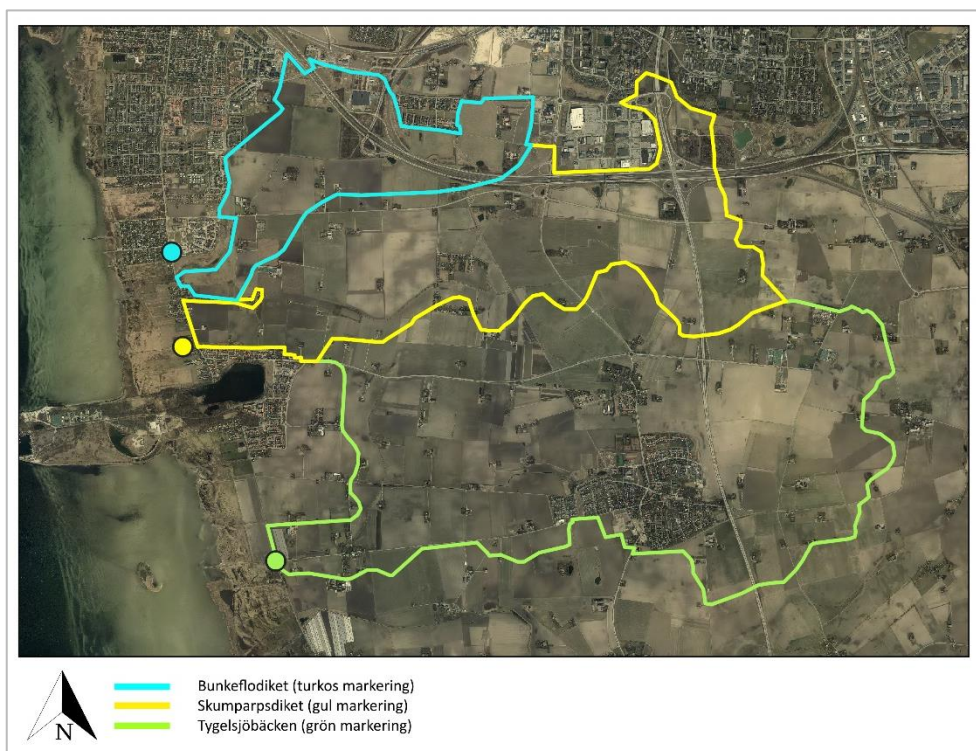 N
Bunkeflodiket (turkos markering)
Skumparpsdiket (gul markering)
Tygelsjöbäcken (grön markering)